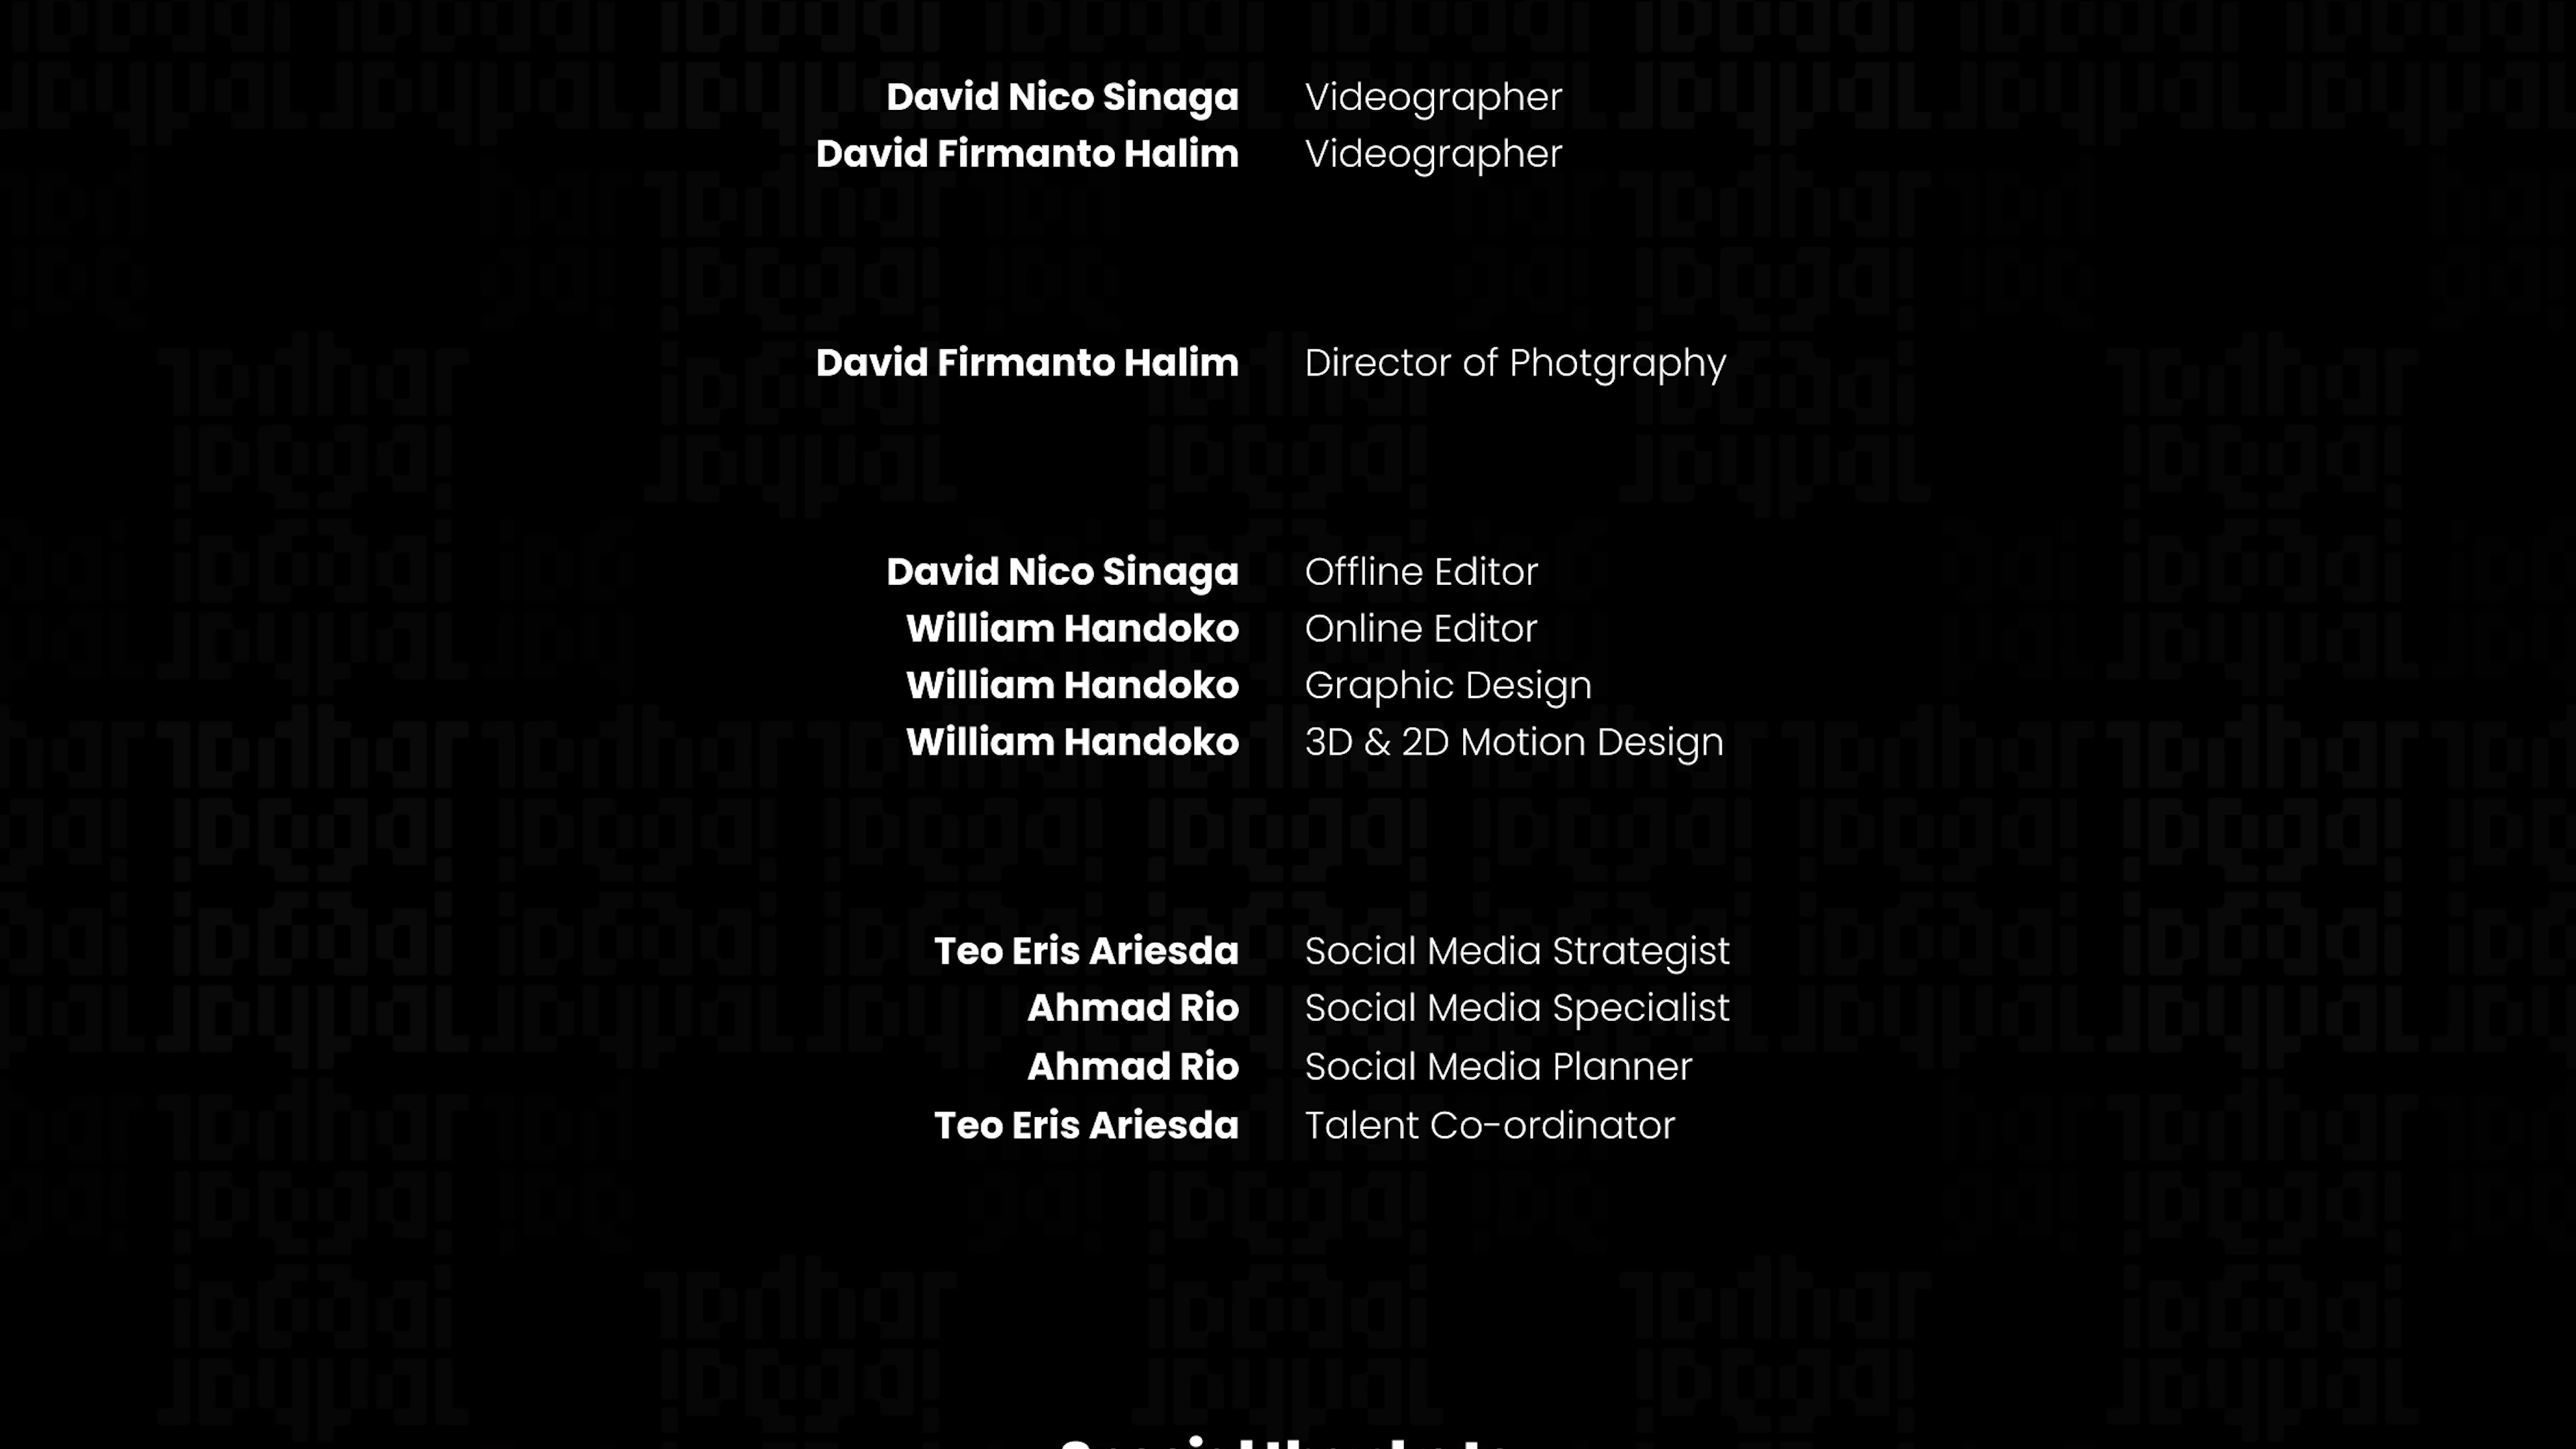 David Nico Sinaga Videographer
David Firmanto Halim Videographer
David Firmanto Halim Director of Photgraphy
David Nico Sinaga Offline Editor
William Handoko Online Editor
William Handoko Graphic Design
William Handoko 3D & 2D Motion Design
Teo Eris Ariesda Social Media Strategist
Ahmad Rio Social Media Specialist
Ahmad Rio Social Media Planner
Teo Eris Ariesda Talent Co-ordinator